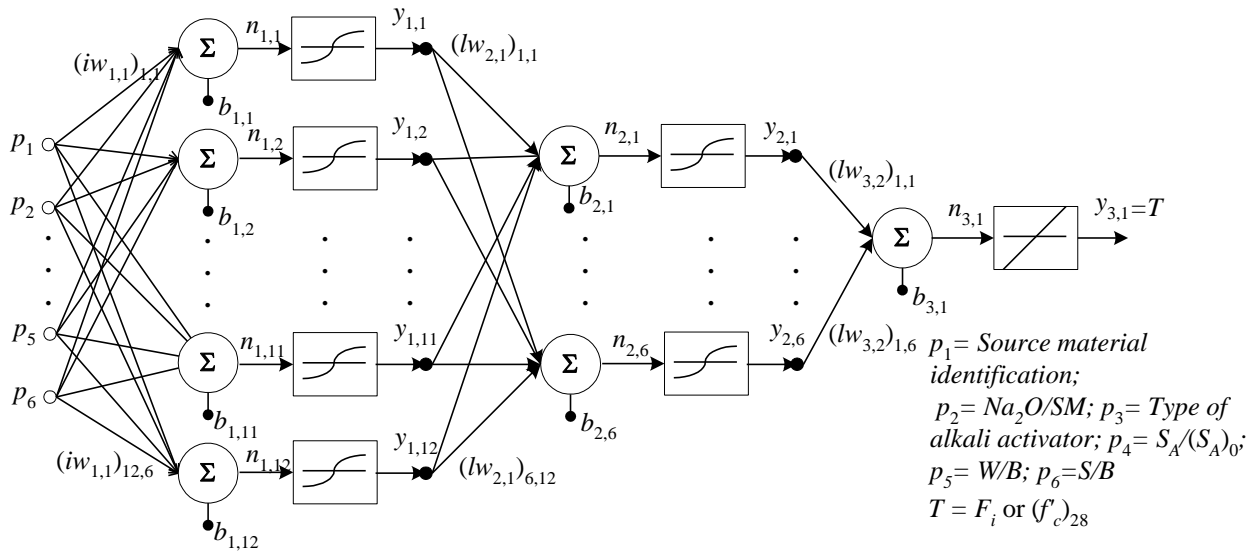 y₁,₁
n₁,₁
Σ
(iw₁,₁)₁,₁
(lw₂,₁)₁,₁
b₁,₁
p₁
n₁,₂
y₁,₂
Σ
b₁,₂
p₂
n₂,₁
y₂,₁
Σ
b₂,₁
(lw₃,₂)₁,₁
n₃,₁
y₃,₁=T
Σ
b₃,₁
p₅
n₁,₁₁
y₁,₁₁
Σ
b₁,₁₁
p₆
n₂,₆
y₂,₆
Σ
b₂,₆
(lw₃,₂)₁,₆
(iw₁,₁)₁₂,₆
n₁,₁₂
y₁,₁₂
Σ
(lw₂,₁)₆,₁₂
b₁,₁₂
p₁= Source material
identification;
p₂= Na₂O/SM; p₃= Type of
alkali activator; p₄= S_A/(S_A)₀;
p₅= W/B; p₆=S/B
T = F_i or (f'_c)₂₈